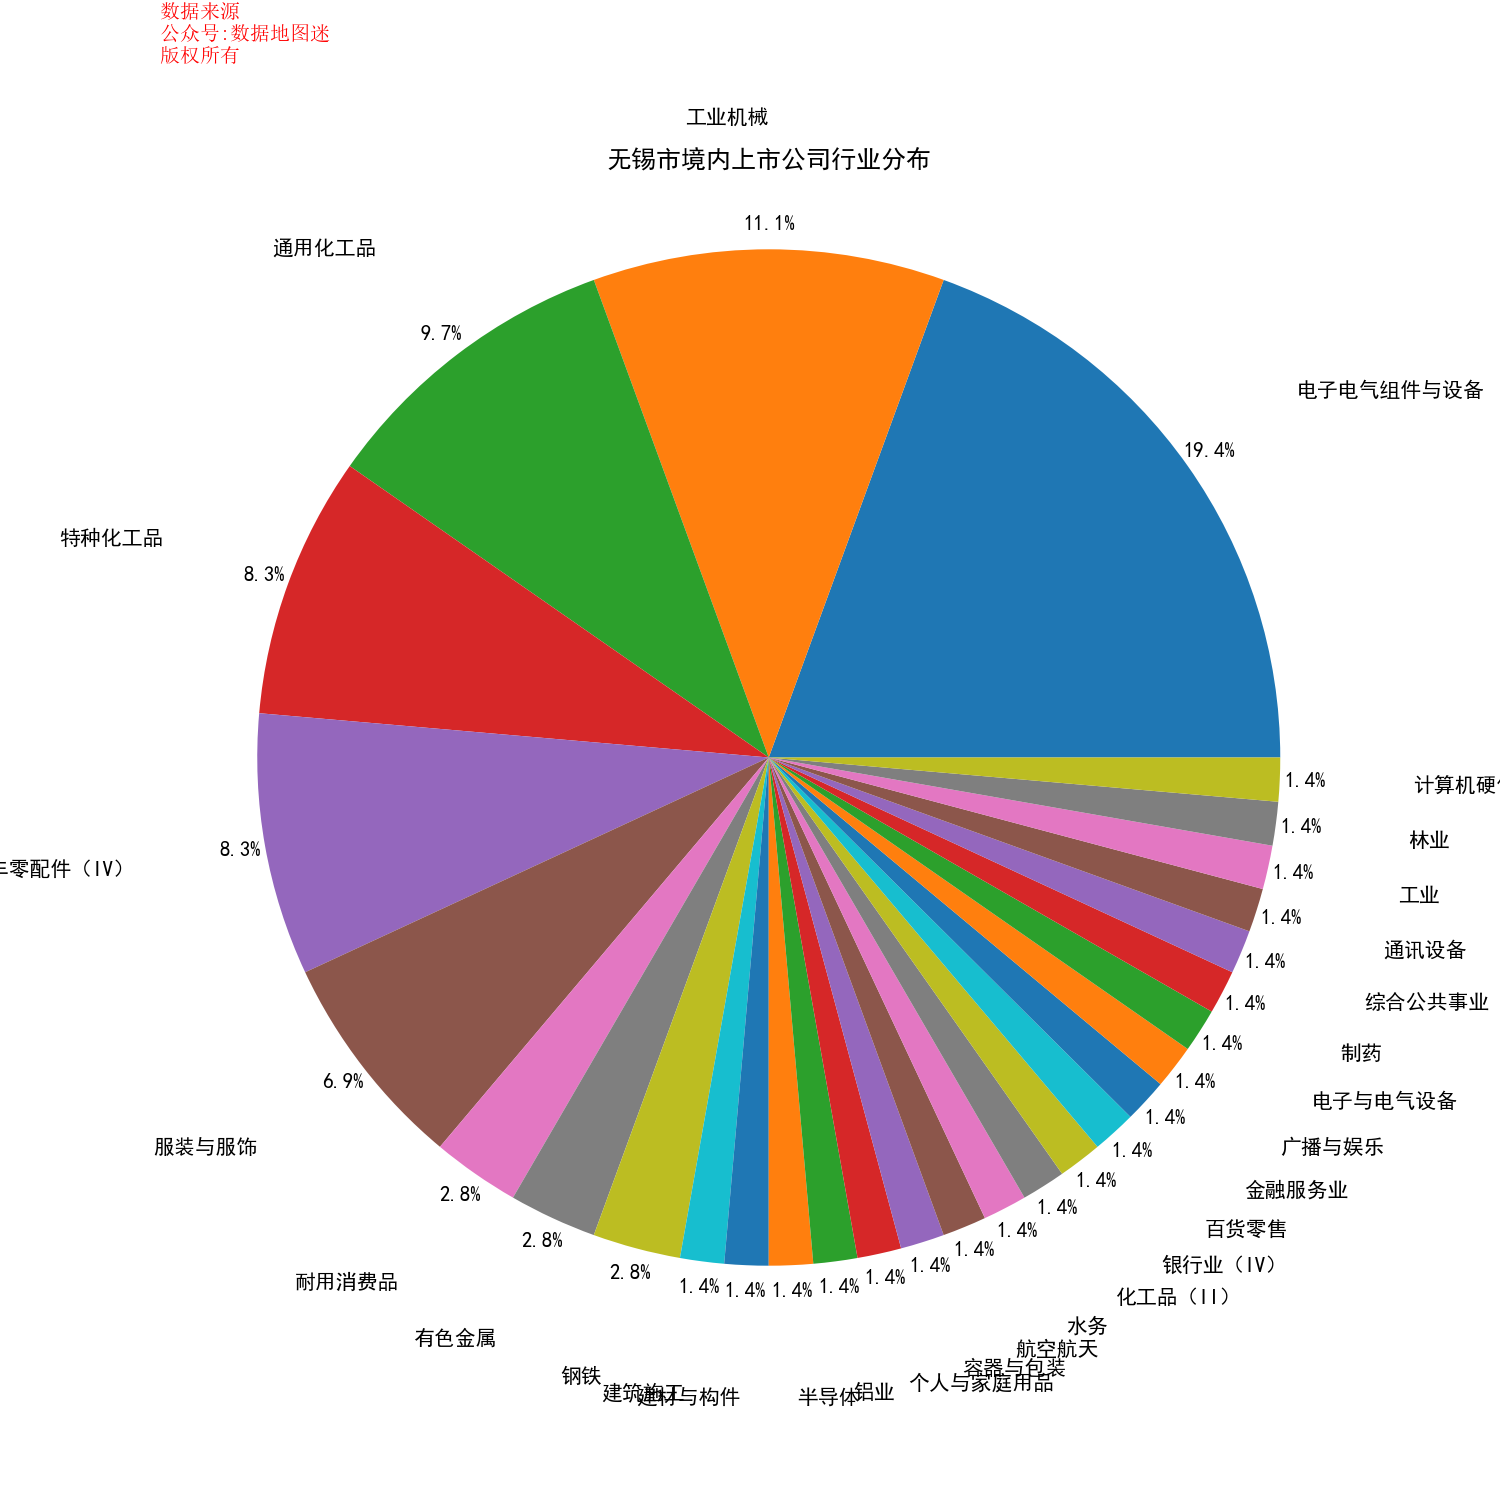 数据来源
公众号:数据地图迷
版权所有
工业机械
无锡市境内上市公司行业分布
11.1%
通用化工品
9.7%
电子电气组件与设备
19.4%
特种化工品
8.3%
8.3%
零配件（IV）
6.9%
服装与服饰
2.8%
耐用消费品
2.8%
有色金属
2.8%
钢铁
1.4%
建筑施工
1.4%
建材与构件
1.4%
半导体
1.4%
铝业
1.4%
个人与家庭用品
1.4%
容器与包装
1.4%
航空航天
1.4%
水务
1.4%
化工品（II）
1.4%
银行业（IV）
1.4%
百货零售
1.4%
金融服务业
1.4%
广播与娱乐
1.4%
电子与电气设备
1.4%
制药
1.4%
综合公共事业
1.4%
通讯设备
1.4%
工业
1.4%
林业
1.4%
计算机硬